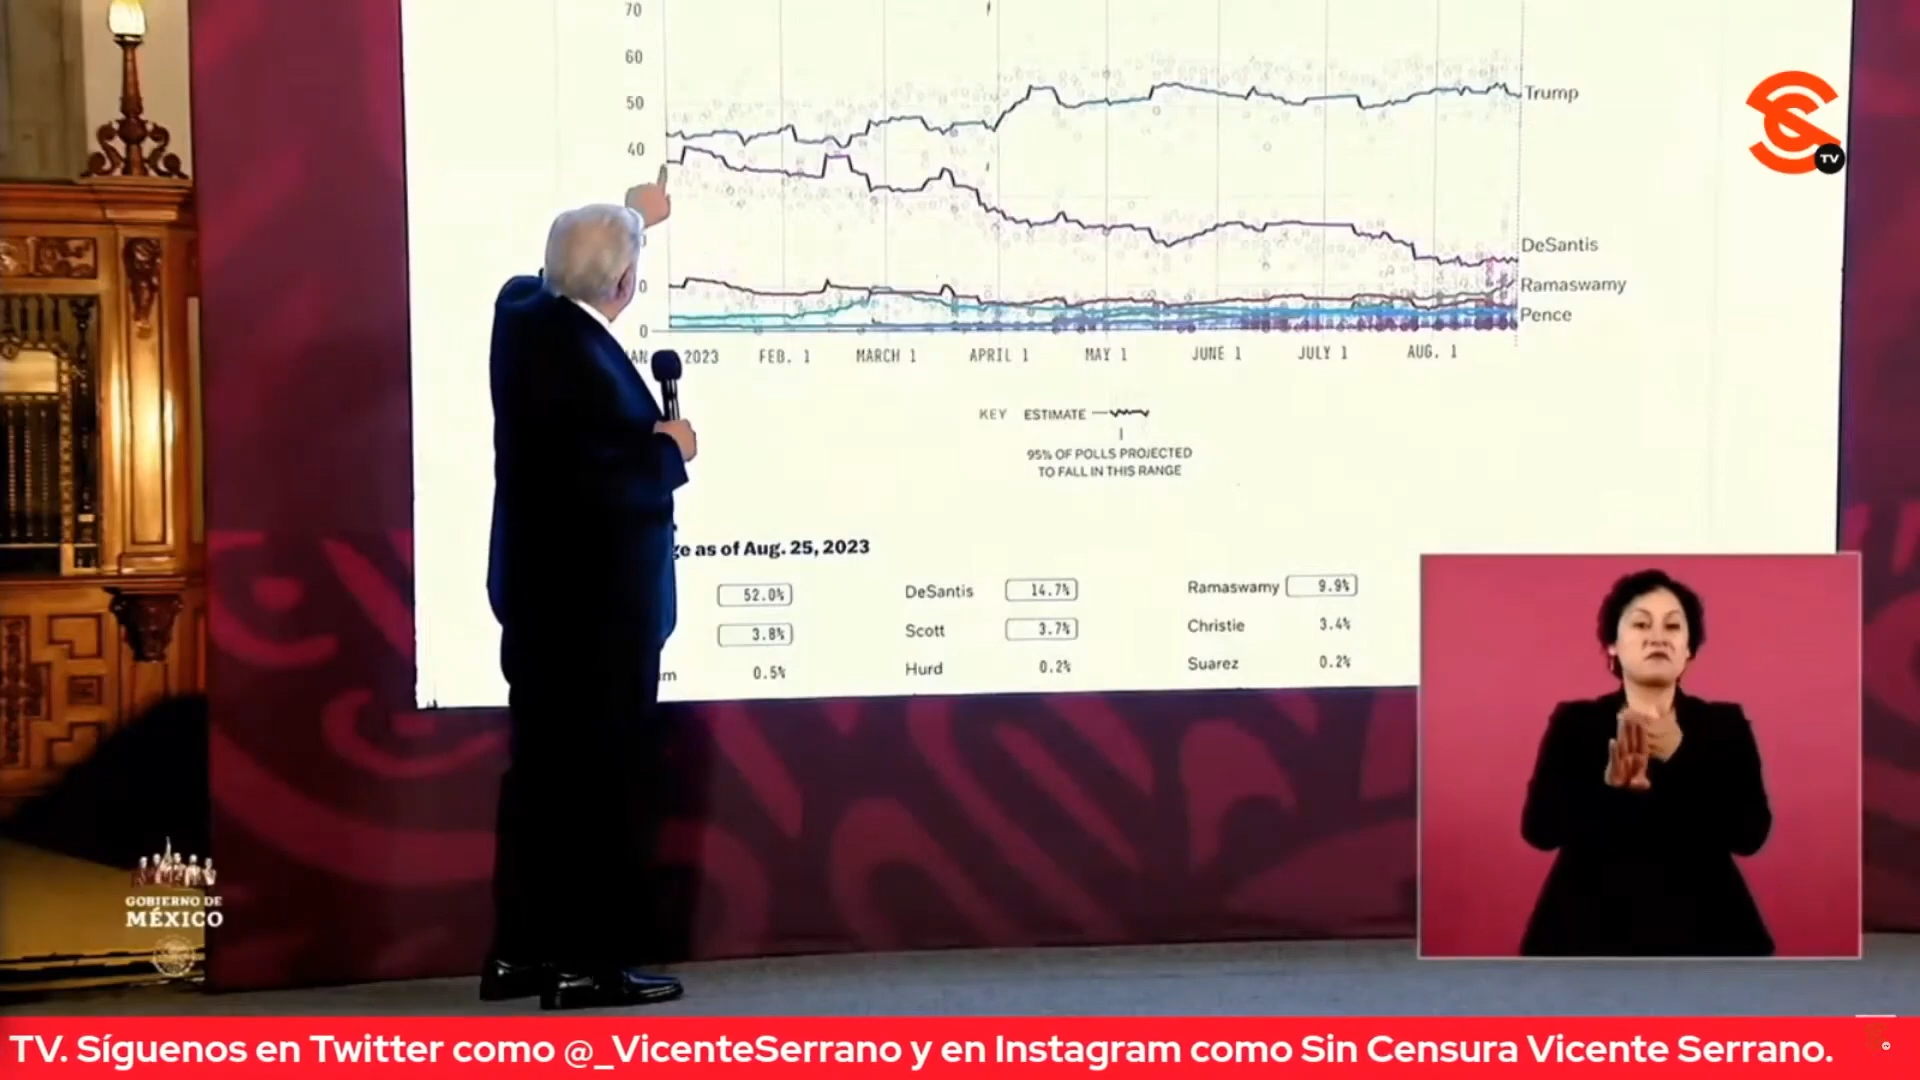 70
60
50
40
0
0
Trump
DeSantis
Ramaswamy
Pence
2023 FEB. 1 MARCH 1 APRIL 1 MAY 1 JUNE 1 JULY 1 AUG. 1
KEY ESTIMATE
95% OF POLLS PROJECTED
TO FALL IN THIS RANGE
as of Aug. 25, 2023
52.0% DeSantis 14.7% Ramaswamy 9.9%
3.8% Scott 3.7% Christie 3.4%
0.5% Hurd 0.2% Suarez 0.2%
TV
GOBIERNO DE
MÉXICO
TV. Síguenos en Twitter como @_VicenteSerrano y en Instagram como Sin Censura Vicente Serrano.